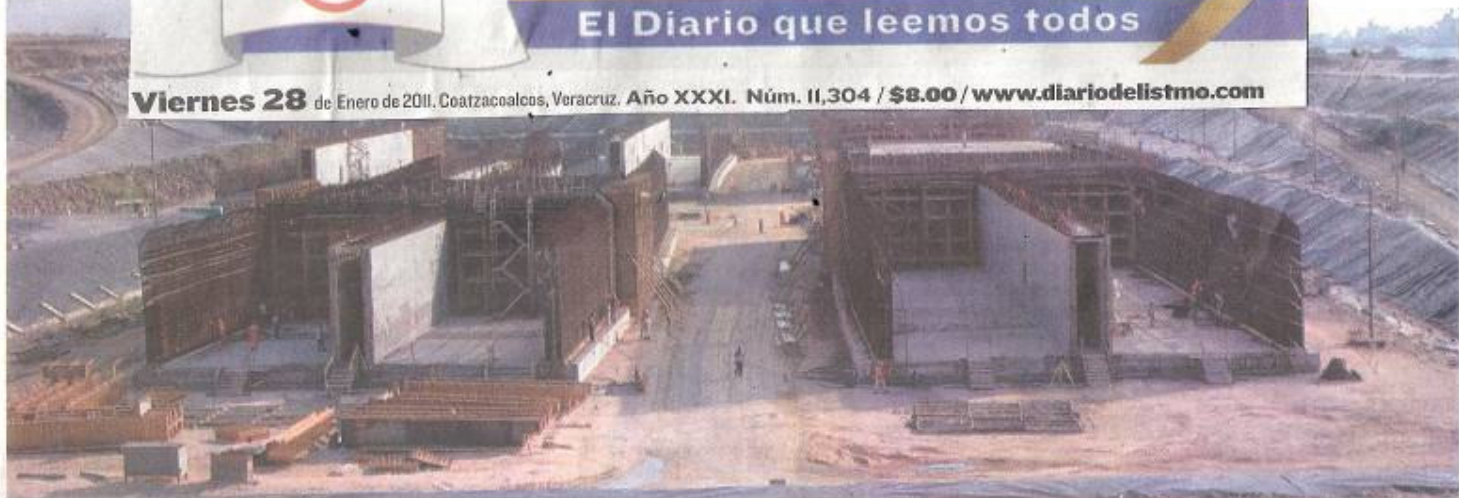 El Diario que leemos todos
Viernes 28 de Enero de 2011. Coatzacoalcos, Veracruz. Año XXXI. Núm. 11,304 / $8.00 / www.diariodelistmo.com